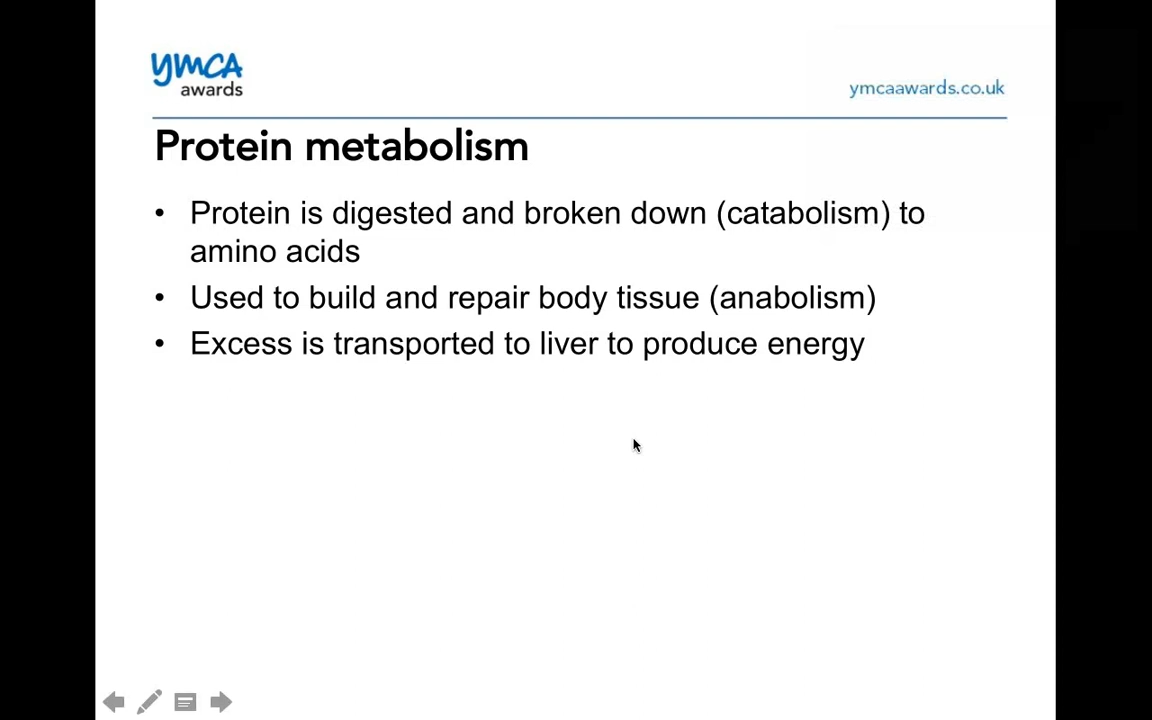 ymca
awards
ymcaawards.co.uk
Protein metabolism
• Protein is digested and broken down (catabolism) to
amino acids
• Used to build and repair body tissue (anabolism)
• Excess is transported to liver to produce energy